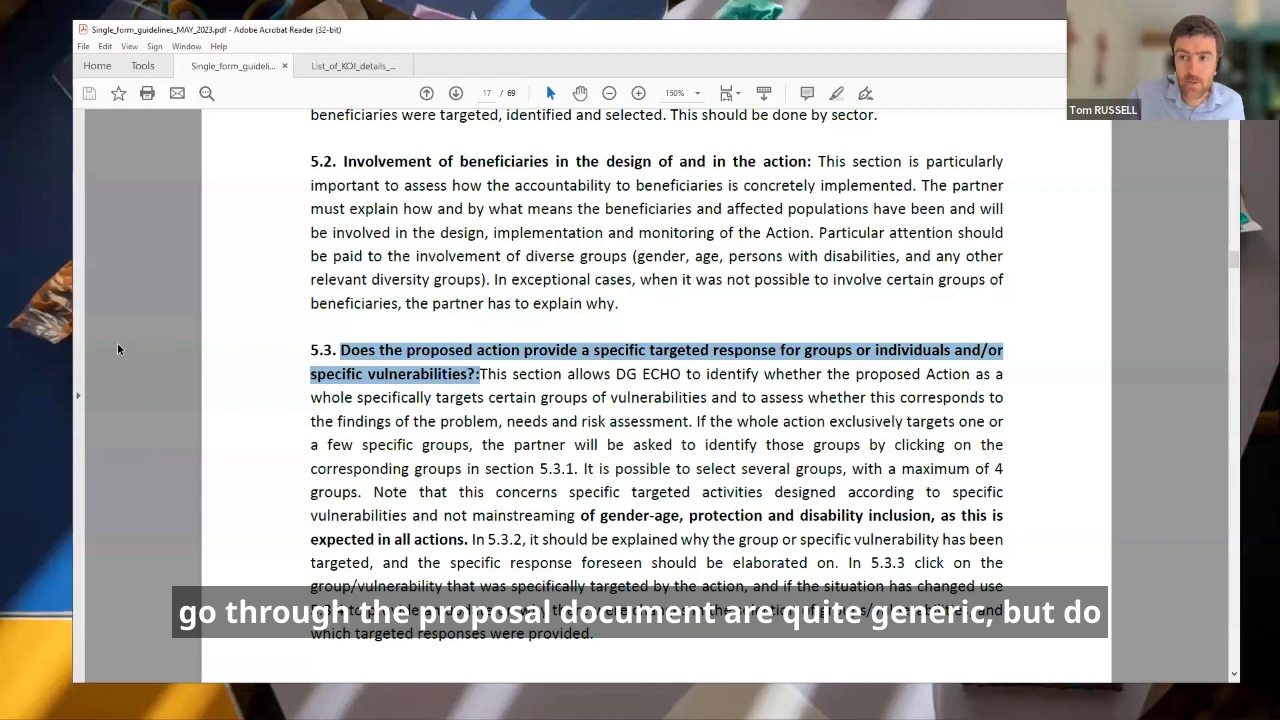 Single_form_guidelines_MAY_2023.pdf - Adobe Acrobat Reader (32-bit)
File Edit View Sign Window Help
Home Tools Single_form_guideli... × List_of_KOI_details_...
17 / 69 150%
Tom RUSSELL
beneficiaries were targeted, identified and selected. This should be done by sector.
5.2. Involvement of beneficiaries in the design of and in the action: This section is particularly
important to assess how the accountability to beneficiaries is concretely implemented. The partner
must explain how and by what means the beneficiaries and affected populations have been and will
be involved in the design, implementation and monitoring of the Action. Particular attention should
be paid to the involvement of diverse groups (gender, age, persons with disabilities, and any other
relevant diversity groups). In exceptional cases, when it was not possible to involve certain groups of
beneficiaries, the partner has to explain why.
5.3. Does the proposed action provide a specific targeted response for groups or individuals and/or
specific vulnerabilities?:This section allows DG ECHO to identify whether the proposed Action as a
whole specifically targets certain groups of vulnerabilities and to assess whether this corresponds to
the findings of the problem, needs and risk assessment. If the whole action exclusively targets one or
a few specific groups, the partner will be asked to identify those groups by clicking on the
corresponding groups in section 5.3.1. It is possible to select several groups, with a maximum of 4
groups. Note that this concerns specific targeted activities designed according to specific
vulnerabilities and not mainstreaming of gender-age, protection and disability inclusion, as this is
expected in all actions. In 5.3.2, it should be explained why the group or specific vulnerability has been
targeted, and the specific response foreseen should be elaborated on. In 5.3.3 click on the
group/vulnerability that was specifically targeted by the action, and if the situation has changed use
go through the proposal document are quite generic, but do
which targeted responses were provided.